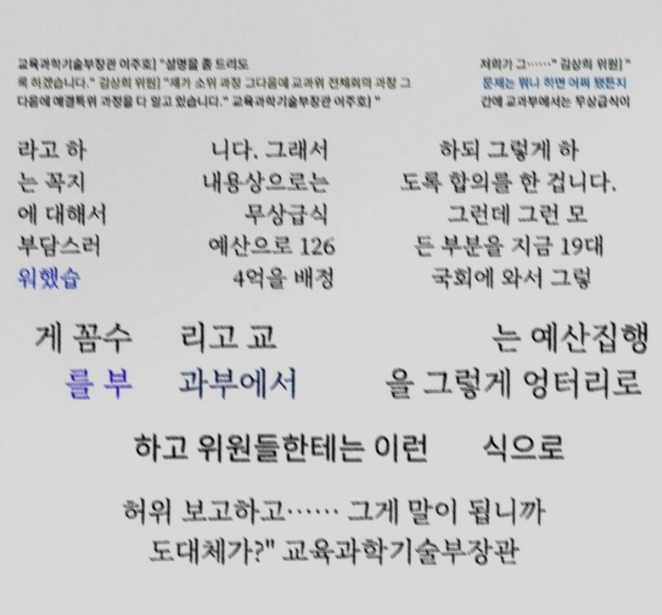 교육과학기술부장관 이주호] "설명을 좀 드리도
록 하겠습니다." 김상희 위원] "제가 소위 과정 그다음에 교과위 전체회의 과정 그
다음에 예결특위 과정을 다 알고 있습니다." 교육과학기술부장관 이주호] "
저희가 그……" 김상희 위원] "
문제는 뭐냐 하면 어찌 됐든지
간에 교과부에서는 무상급식이
라고 하
는 꼭지
에 대해서
부담스러
워했습
니다. 그래서
내용상으로는
무상급식
예산으로 126
4억을 배정
하되 그렇게 하
도록 합의를 한 겁니다.
그런데 그런 모
든 부분을 지금 19대
국회에 와서 그렇
게 꼼수
를 부
리고 교
과부에서
는 예산집행
을 그렇게 엉터리로
하고 위원들한테는 이런
식으로
허위 보고하고…… 그게 말이 됩니까
도대체가?" 교육과학기술부장관